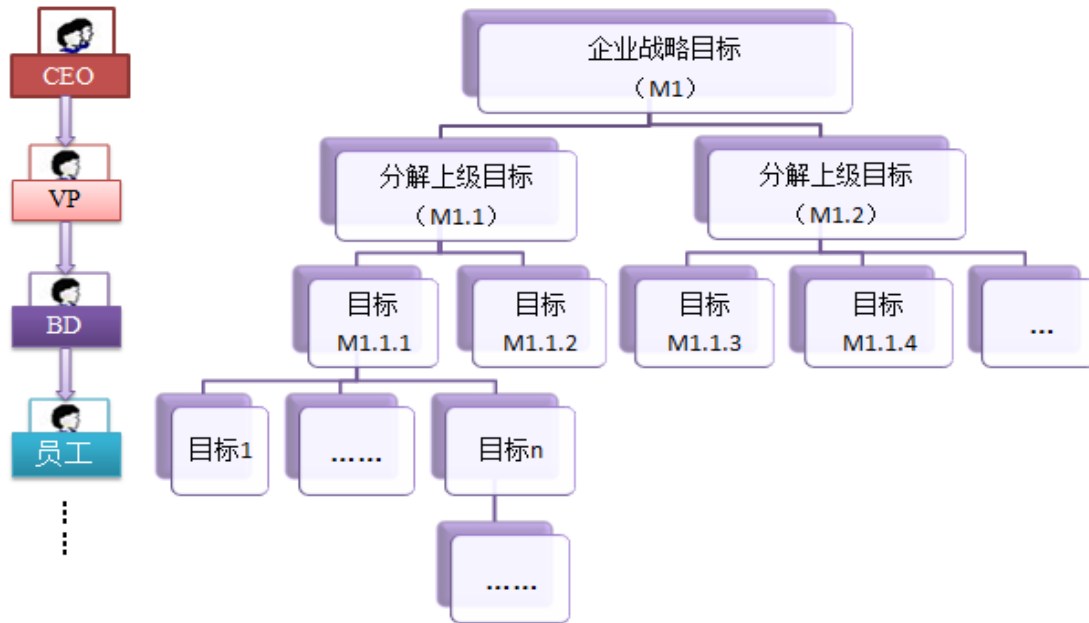 CEO
企业战略目标
（M1）
VP
分解上级目标
（M1.1）
分解上级目标
（M1.2）
BD
目标
M1.1.1
目标
M1.1.2
目标
M1.1.3
目标
M1.1.4
...
员工
目标1
......
目标n
......